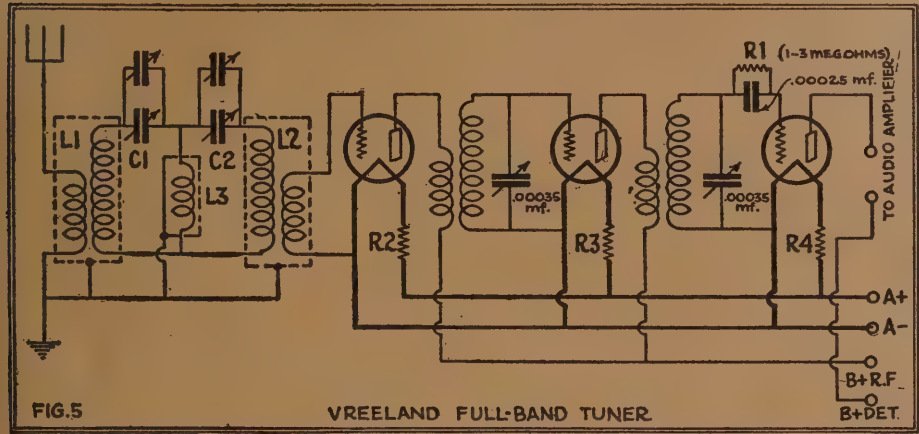 R1 (1-3 MEGOHMS)
.00025 mf.
L1
C1
C2
L2
L3
.00035
mf.
.00035
mf.
R2
R3
R4
TO AUDIO AMPLIFIER
A+
A-
B+R.F
B+DET.
FIG.5
VREELAND FULL-BAND TUNER